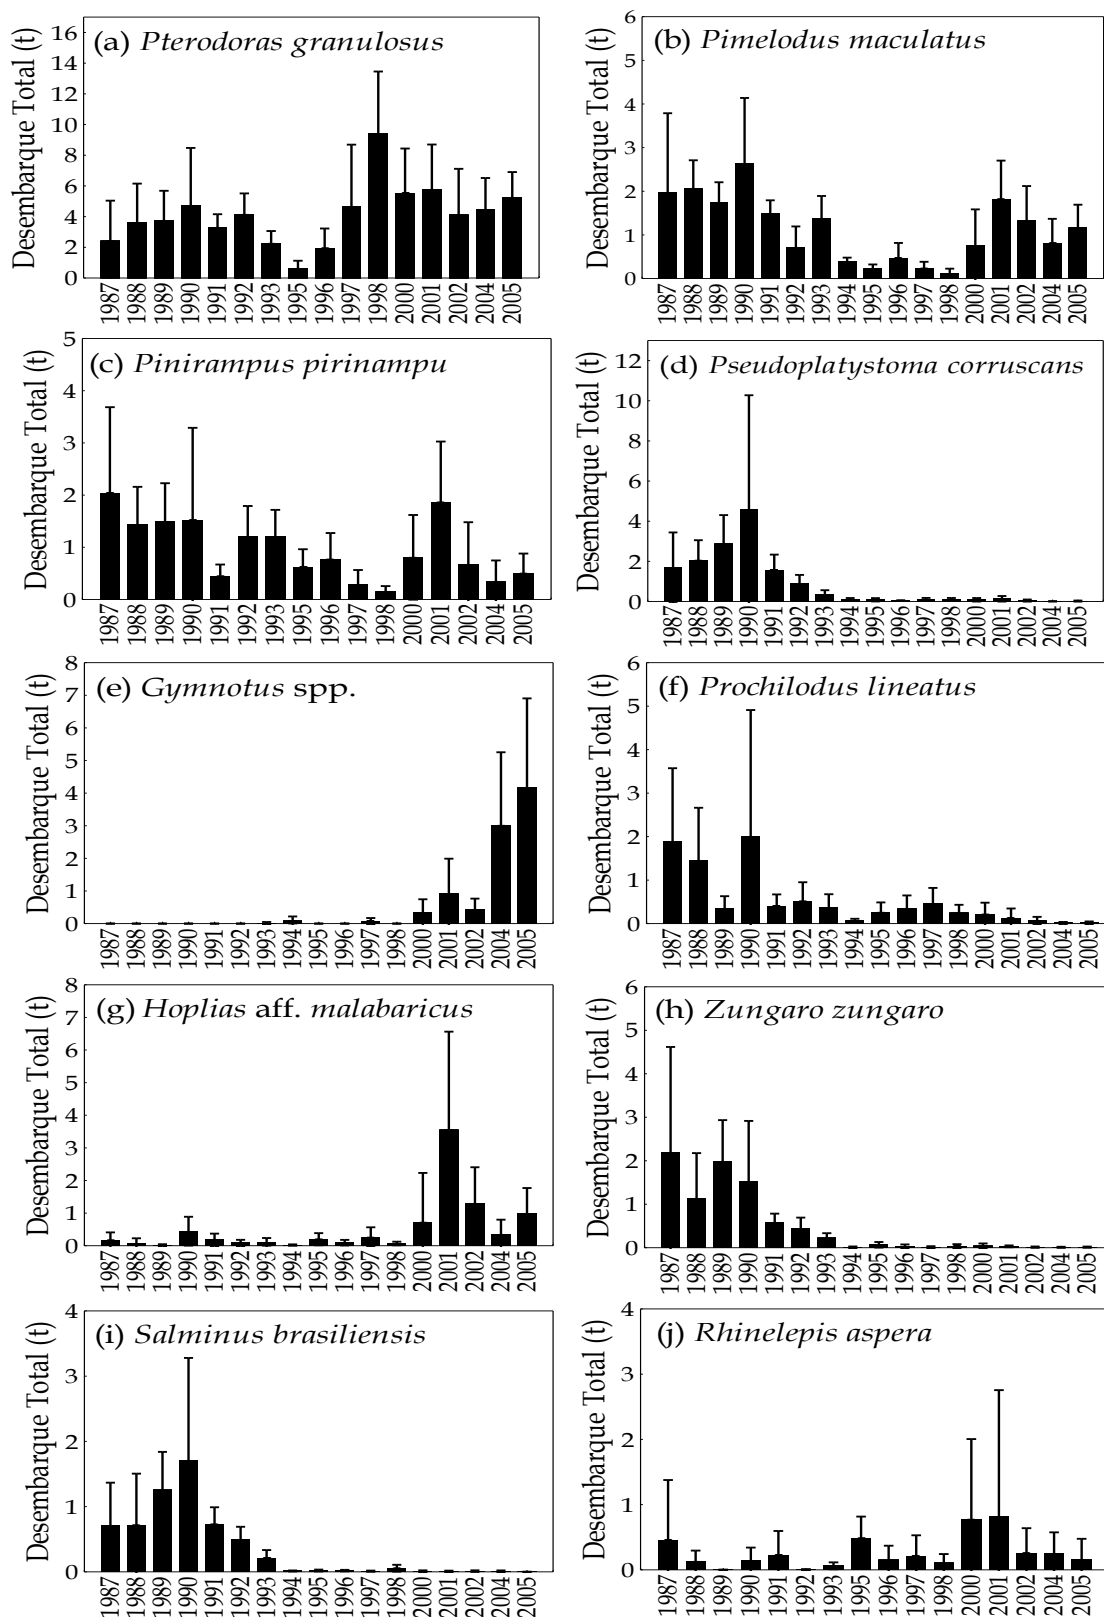 (a) Pterodoras granulosus
Desembarque Total (t)
16
14
12
10
8
6
4
2
0
1987 1988 1989 1990 1991 1992 1993 1995 1996 1997 1998 2000 2001 2002 2004 2005
(b) Pimelodus maculatus
Desembarque Total (t)
6
5
4
3
2
1
0
1987 1988 1989 1990 1991 1992 1993 1994 1995 1996 1997 1998 2000 2001 2002 2004 2005
(c) Pinirampus pirinampu
Desembarque Total (t)
5
4
3
2
1
0
1987 1988 1989 1990 1991 1992 1993 1995 1996 1997 1998 2000 2001 2002 2004 2005
(d) Pseudoplatystoma corruscans
Desembarque Total (t)
12
10
8
6
4
2
0
1987 1988 1989 1990 1991 1992 1993 1994 1995 1996 1997 1998 2000 2001 2002 2004 2005
(e) Gymnotus spp.
Desembarque Total (t)
8
7
6
5
4
3
2
1
0
1987 1988 1989 1990 1991 1992 1993 1994 1995 1996 1997 1998 2000 2001 2002 2004 2005
(f) Prochilodus lineatus
Desembarque Total (t)
6
5
4
3
2
1
0
1987 1988 1989 1990 1991 1992 1993 1994 1995 1996 1997 1998 2000 2001 2002 2004 2005
(g) Hoplias aff. malabaricus
Desembarque Total (t)
8
7
6
5
4
3
2
1
0
1987 1988 1989 1990 1991 1992 1993 1994 1995 1996 1997 1998 2000 2001 2002 2004 2005
(h) Zungaro zungaro
Desembarque Total (t)
6
5
4
3
2
1
0
1987 1988 1989 1990 1991 1992 1993 1994 1995 1996 1997 1998 2000 2001 2002 2004 2005
(i) Salminus brasiliensis
Desembarque Total (t)
4
3
2
1
0
1987 1988 1989 1990 1991 1992 1993 1994 1995 1996 1997 1998 2000 2001 2002 2004 2005
(j) Rhinelepis aspera
Desembarque Total (t)
4
3
2
1
0
1987 1988 1989 1990 1991 1992 1993 1995 1996 1997 1998 2000 2001 2002 2004 2005